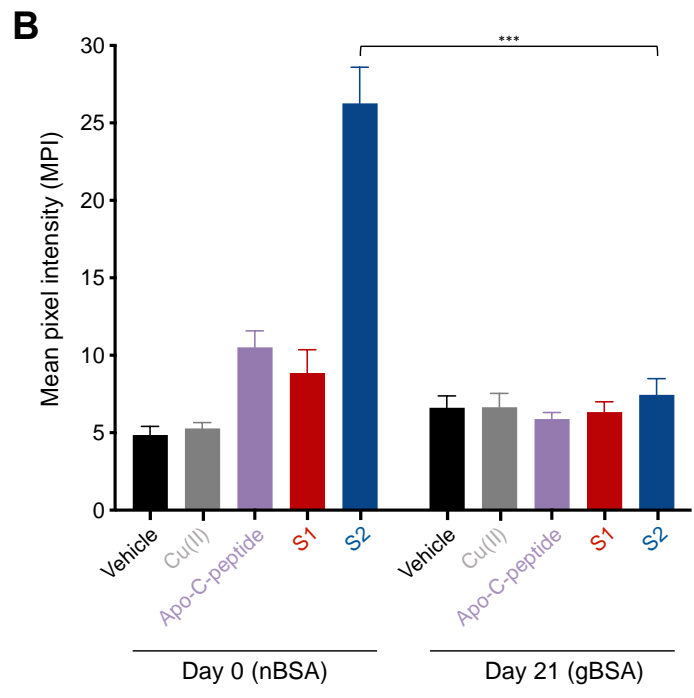 B
***
Mean pixel intensity (MPI)
30
25
20
15
10
5
0
Vehicle
Cu(II)
Apo-C-peptide
S1
S2
Vehicle
Cu(II)
Apo-C-peptide
S1
S2
Day 0 (nBSA)
Day 21 (gBSA)